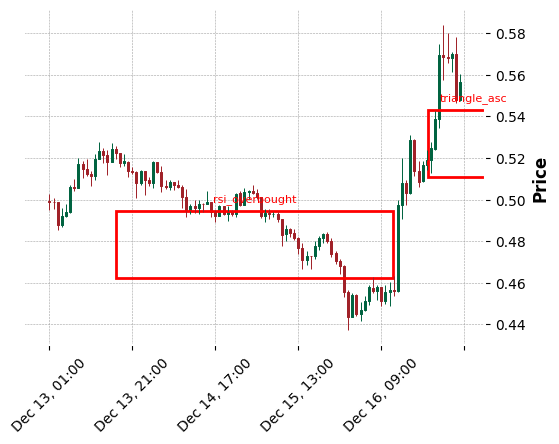 0.58
0.56
triangle_asc
0.54
0.52
rsi_overbought
0.50
0.48
0.46
0.44
Price
Dec 13, 01:00
Dec 13, 21:00
Dec 14, 17:00
Dec 15, 13:00
Dec 16, 09:00